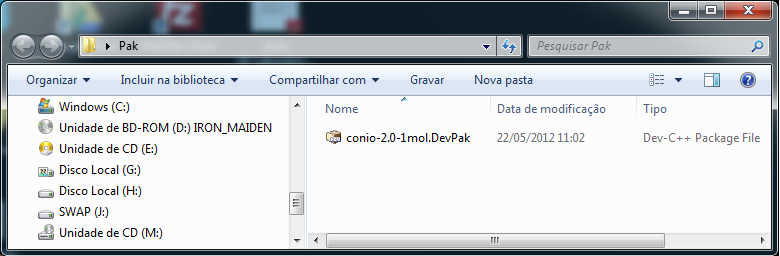 Pak
Pesquisar Pak
Organizar Incluir na biblioteca Compartilhar com Gravar Nova pasta
Windows (C:)
Unidade de BD-ROM (D:) IRON_MAIDEN
Unidade de CD (E:)
Disco Local (G:)
Disco Local (H:)
SWAP (J:)
Unidade de CD (M:)
Nome Data de modificação Tipo
conio-2.0-1mol.DevPak 22/05/2012 11:02 Dev-C++ Package File